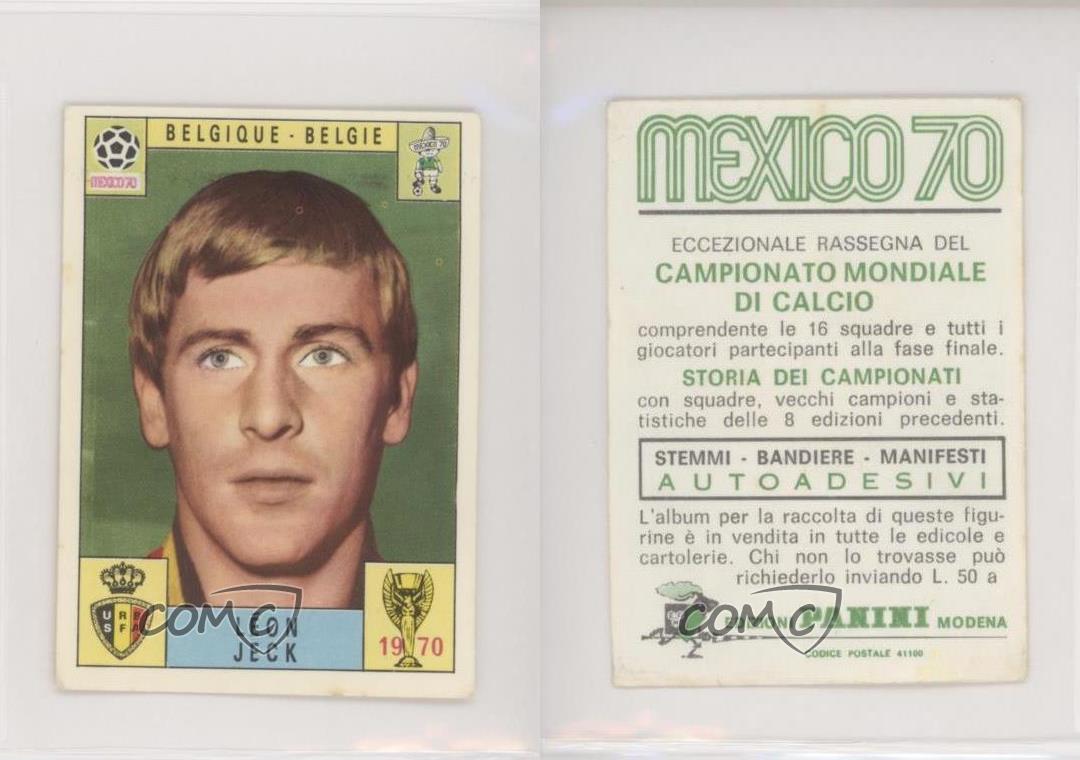 BELGIQUE - BELGIE
MEXICO 70
MEXICO 70
URBSFA
LEON
JECK
1970
COMC
MEXICO 70
ECCEZIONALE RASSEGNA DEL
CAMPIONATO MONDIALE
DI CALCIO
comprendente le 16 squadre e tutti i
giocatori partecipanti alla fase finale.
STORIA DEI CAMPIONATI
con squadre, vecchi campioni e sta-
tistiche delle 8 edizioni precedenti.
STEMMI - BANDIERE - MANIFESTI
AUTOADESIVI
L'album per la raccolta di queste figu-
rine è in vendita in tutte le edicole e
cartolerie. Chi non lo trovasse può
richiederlo inviando L. 50 a
PANINI MODENA
CODICE POSTALE 41100
COMC